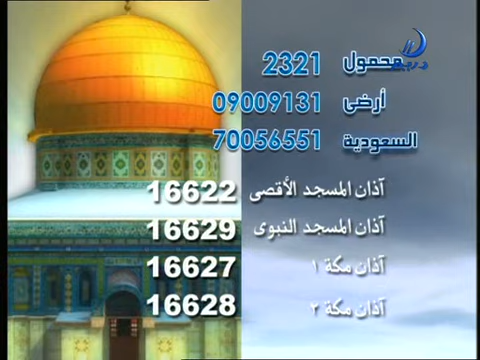 محمول 2321
أرضى 09009131
السعودية 70056551
آذان المسجد الأقصى 16622
آذان المسجد النبوى 16629
آذان مكة ١ 16627
آذان مكة ٢ 16628